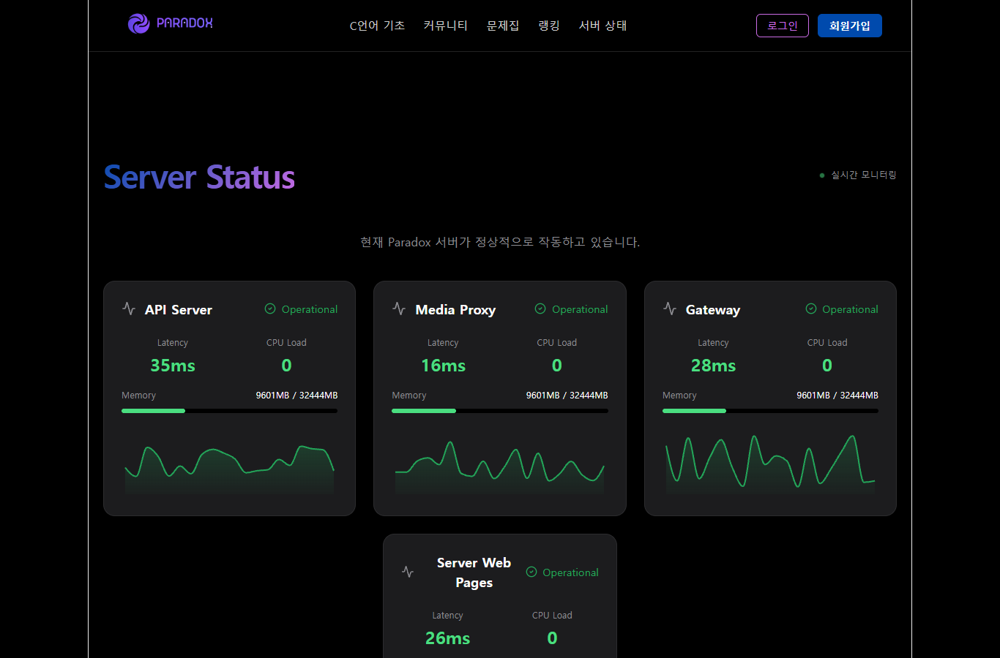 PARADOX
C언어 기초
커뮤니티
문제집
랭킹
서버 상태
로그인
회원가입
Server Status
실시간 모니터링
현재 Paradox 서버가 정상적으로 작동하고 있습니다.
API Server
Operational
Latency
CPU Load
35ms
0
Memory
9601MB / 32444MB
Media Proxy
Operational
Latency
CPU Load
16ms
0
Memory
9601MB / 32444MB
Gateway
Operational
Latency
CPU Load
28ms
0
Memory
9601MB / 32444MB
Server Web
Pages
Operational
Latency
CPU Load
26ms
0